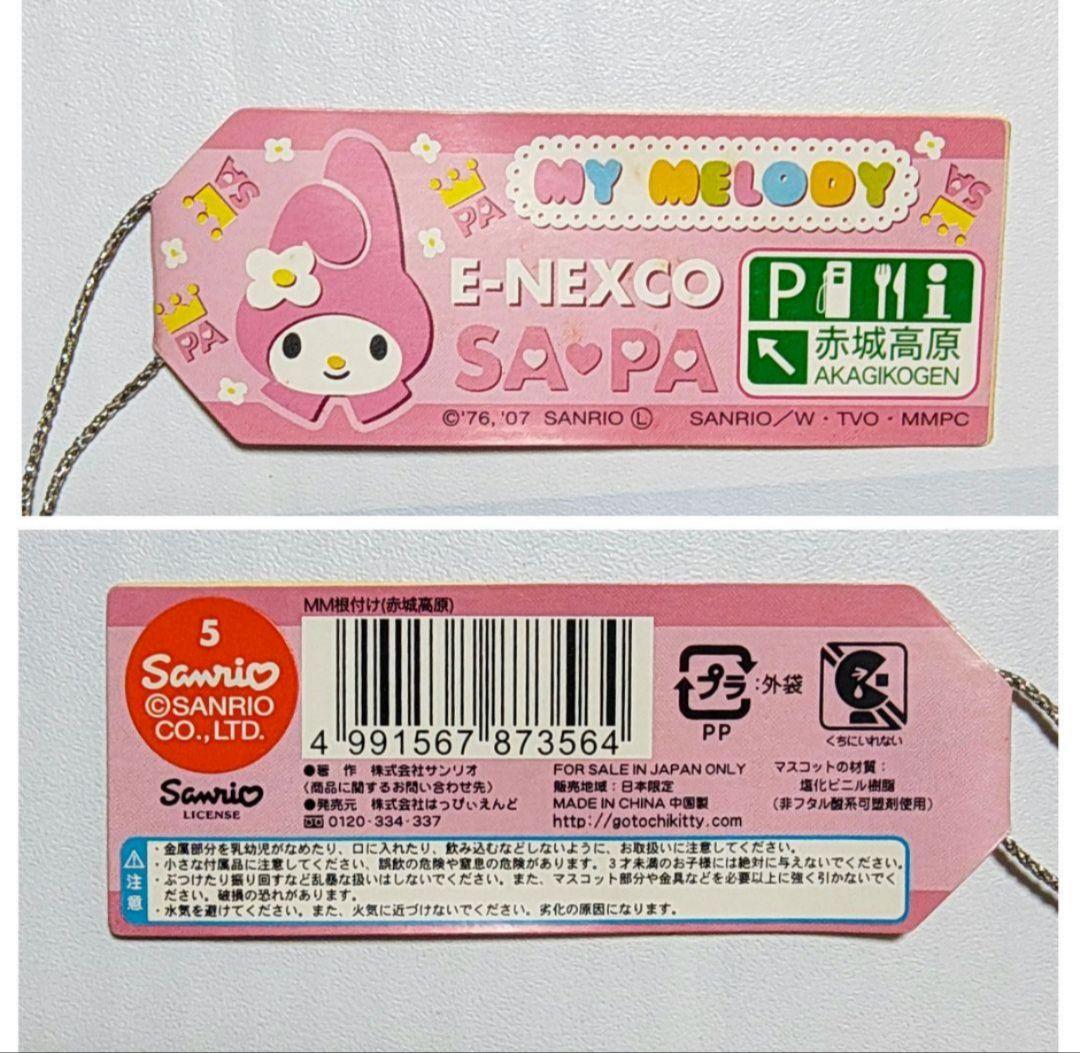 SA
PA
SA
PA
MY MELODY
E-NEXCO
SA♥PA
P i
赤城高原
AKAGIKOGEN
©'76, '07 SANRIO Ⓛ SANRIO/W・TVO・MMPC
MM根付け(赤城高原)
5
Sanrio
©SANRIO
CO.,LTD.
Sanrio
LICENSE
4 991567 873564
プラ:外袋
PP
くちにいれない
●著 作 株式会社サンリオ
〈商品に関するお問い合わせ先〉
●発売元 株式会社はっぴぃえんど
0120-334-337
FOR SALE IN JAPAN ONLY
販売地域:日本限定
MADE IN CHINA 中国製
http://gotochikitty.com
マスコットの材質:
塩化ビニル樹脂
(非フタル酸系可塑剤使用)
注意
・金属部分を乳幼児がなめたり、口に入れたり、飲み込むなどしないように、お取扱いに注意してください。
・小さな付属品に注意してください、誤飲の危険や窒息の危険があります。3才未満のお子様には絶対に与えないでください。
・ぶつけたり振り回すなど乱暴な扱いはしないでください。また、マスコット部分や金具などを必要以上に強く引かないでく
ださい。破損の恐れがあります。
・水気を避けてください。また、火気に近づけないでください。劣化の原因になります。